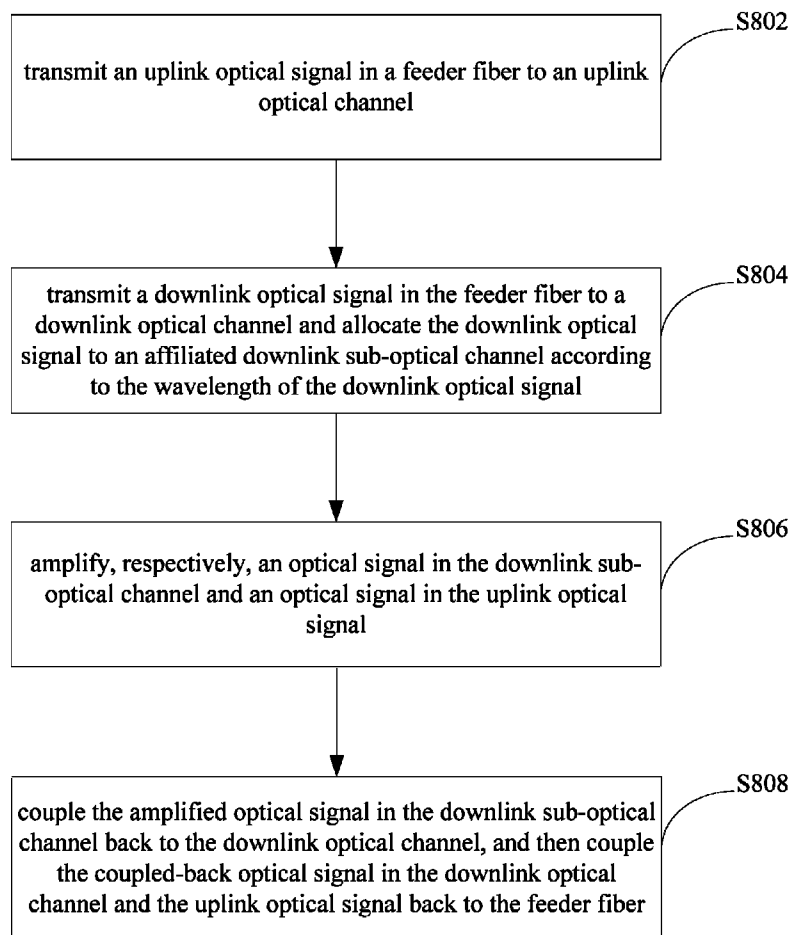 S802
transmit an uplink optical signal in a feeder fiber to an uplink
optical channel
S804
transmit a downlink optical signal in the feeder fiber to a
downlink optical channel and allocate the downlink optical
signal to an affiliated downlink sub-optical channel according
to the wavelength of the downlink optical signal
S806
amplify, respectively, an optical signal in the downlink sub-
optical channel and an optical signal in the uplink optical
signal
S808
couple the amplified optical signal in the downlink sub-optical
channel back to the downlink optical channel, and then couple
the coupled-back optical signal in the downlink optical
channel and the uplink optical signal back to the feeder fiber